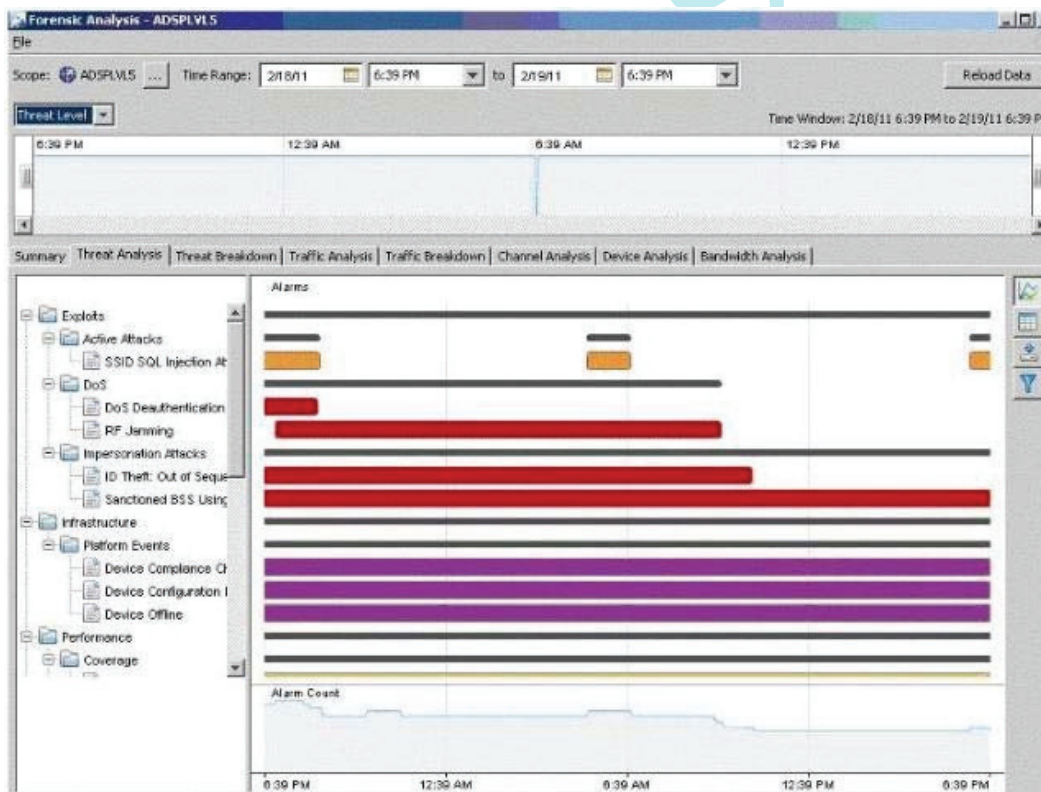 Forensic Analysis - ADSPLVL5
File
Scope: ADSPLVL5 ... Time Range: 2/18/11 6:39 PM to 2/19/11 6:39 PM Reload Data
Threat Level Time Window: 2/18/11 6:39 PM to 2/19/11 6:39 P
6:39 PM 12:39 AM 6:39 AM 12:39 PM
Summary Threat Analysis Threat Breakdown Traffic Analysis Traffic Breakdown Channel Analysis Device Analysis Bandwidth Analysis
Alarms
Exploits
Active Attacks
SSID SQL Injection At
DoS
DoS Deauthentication
RF Jamming
Impersonation Attacks
ID Theft: Out of Seque
Sanctioned BSS Using
Infrastructure
Platform Events
Device Compliance Ch
Device Configuration
Device Offline
Performance
Coverage
Alarm Count
6:39 PM 12:39 AM 6:39 AM 12:39 PM 6:39 PM